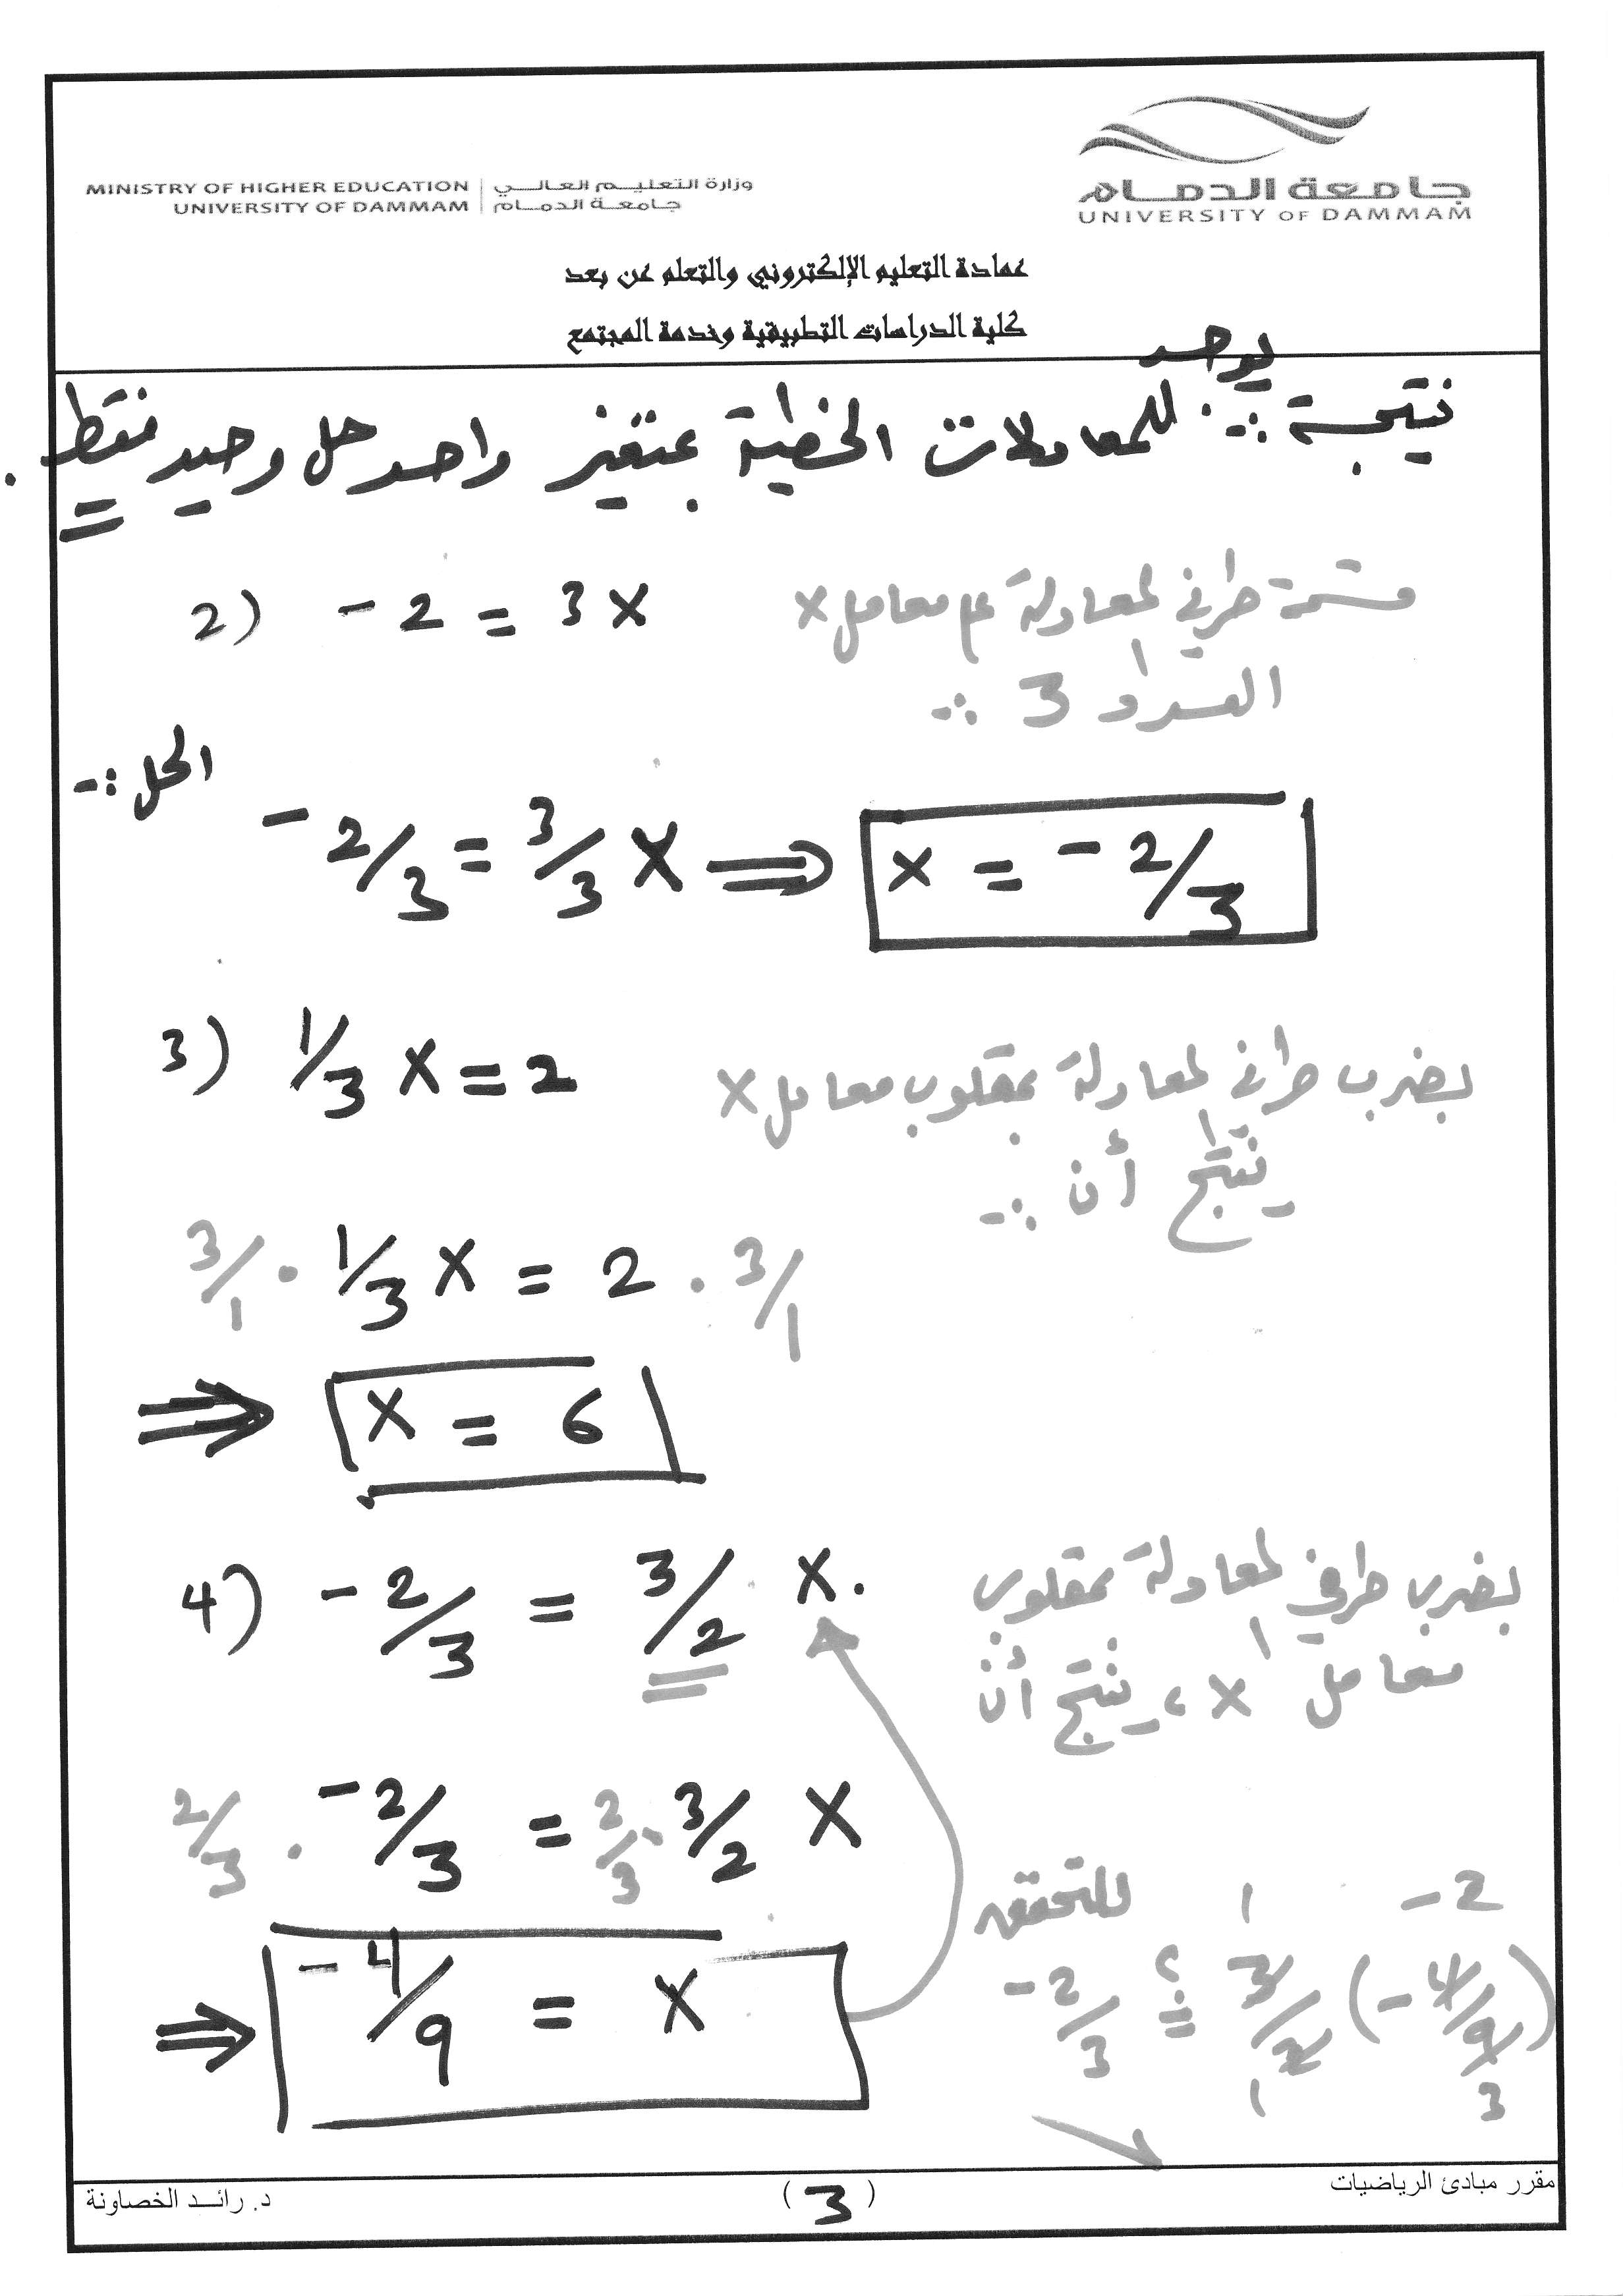 جامعة الدمام
UNIVERSITY OF DAMMAM
MINISTRY OF HIGHER EDUCATION | وزارة التعليم العالي
UNIVERSITY OF DAMMAM | جامعة الدمام
عمادة التعليم الإلكتروني والتعلم عن بعد
كلية الدراسات التطبيقية وخدمة المجتمع
نتيجة :- يوجد للمعادلات الخطية بمتغير واحد حل وحيد فقط .
2) - 2 = 3 X قسمة طرفي المعادلة على معامل X
العدد 3 :-
الحل :-
- 2/3 = 3/3 X ⟹ X = - 2/3
3) 1/3 X = 2 بضرب طرفي المعادلة بمقلوب معامل X
ينتج أن :-
3/1 . 1/3 X = 2 . 3/1
⟹ X = 6
4) - 2/3 = 3/2 X . بضرب طرفي المعادلة بمقلوب
معامل X ، ينتج أن
2/3 . - 2/3 = 2/3 . 3/2 X
للتحقق 1 - 2
⟹ - 4/9 = X - 2/3 ≟ 3/2 ( - 4/9 )
1 3
مقرر مبادئ الرياضيات
( 3 )
د. رائد الخصاونة